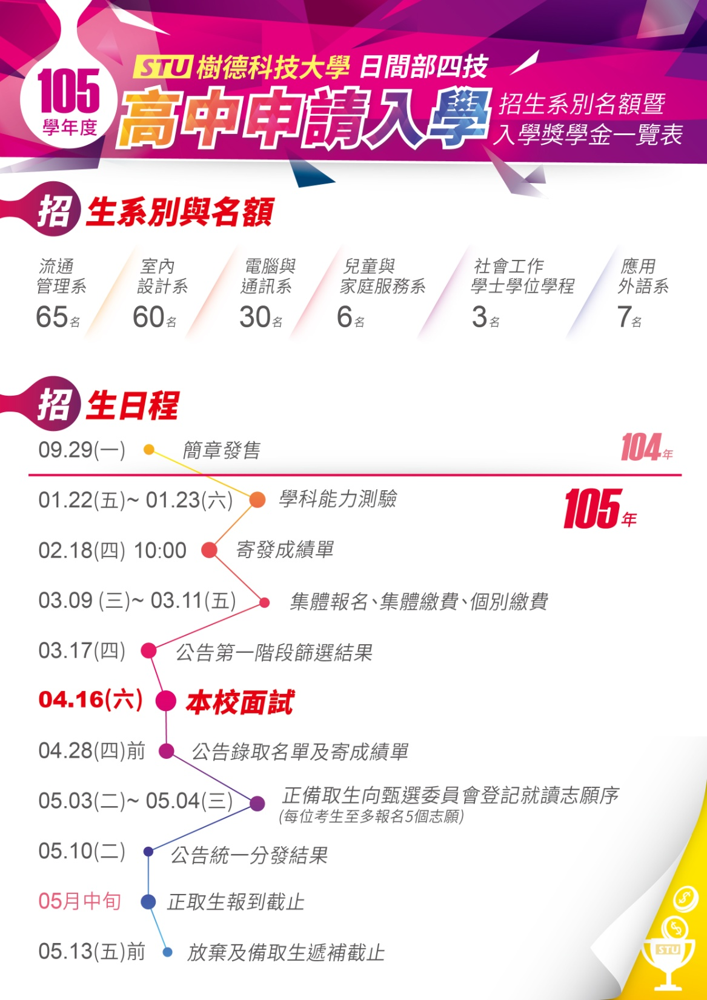 105
學年度
STU 樹德科技大學 日間部四技
高中申請入學
招生系別名額暨
入學獎學金一覽表
招生系別與名額
流通
管理系
65名
室內
設計系
60名
電腦與
通訊系
30名
兒童與
家庭服務系
6名
社會工作
學士學位學程
3名
應用
外語系
7名
招生日程
104年
09.29(一) 簡章發售
105年
01.22(五)~ 01.23(六) 學科能力測驗
02.18(四) 10:00 寄發成績單
03.09 (三)~ 03.11(五) 集體報名、集體繳費、個別繳費
03.17(四) 公告第一階段篩選結果
04.16(六) 本校面試
04.28(四)前 公告錄取名單及寄成績單
05.03(二)~ 05.04(三) 正備取生向甄選委員會登記就讀志願序
(每位考生至多報名5個志願)
05.10(二) 公告統一分發結果
05月中旬 正取生報到截止
05.13(五)前 放棄及備取生遞補截止
STU